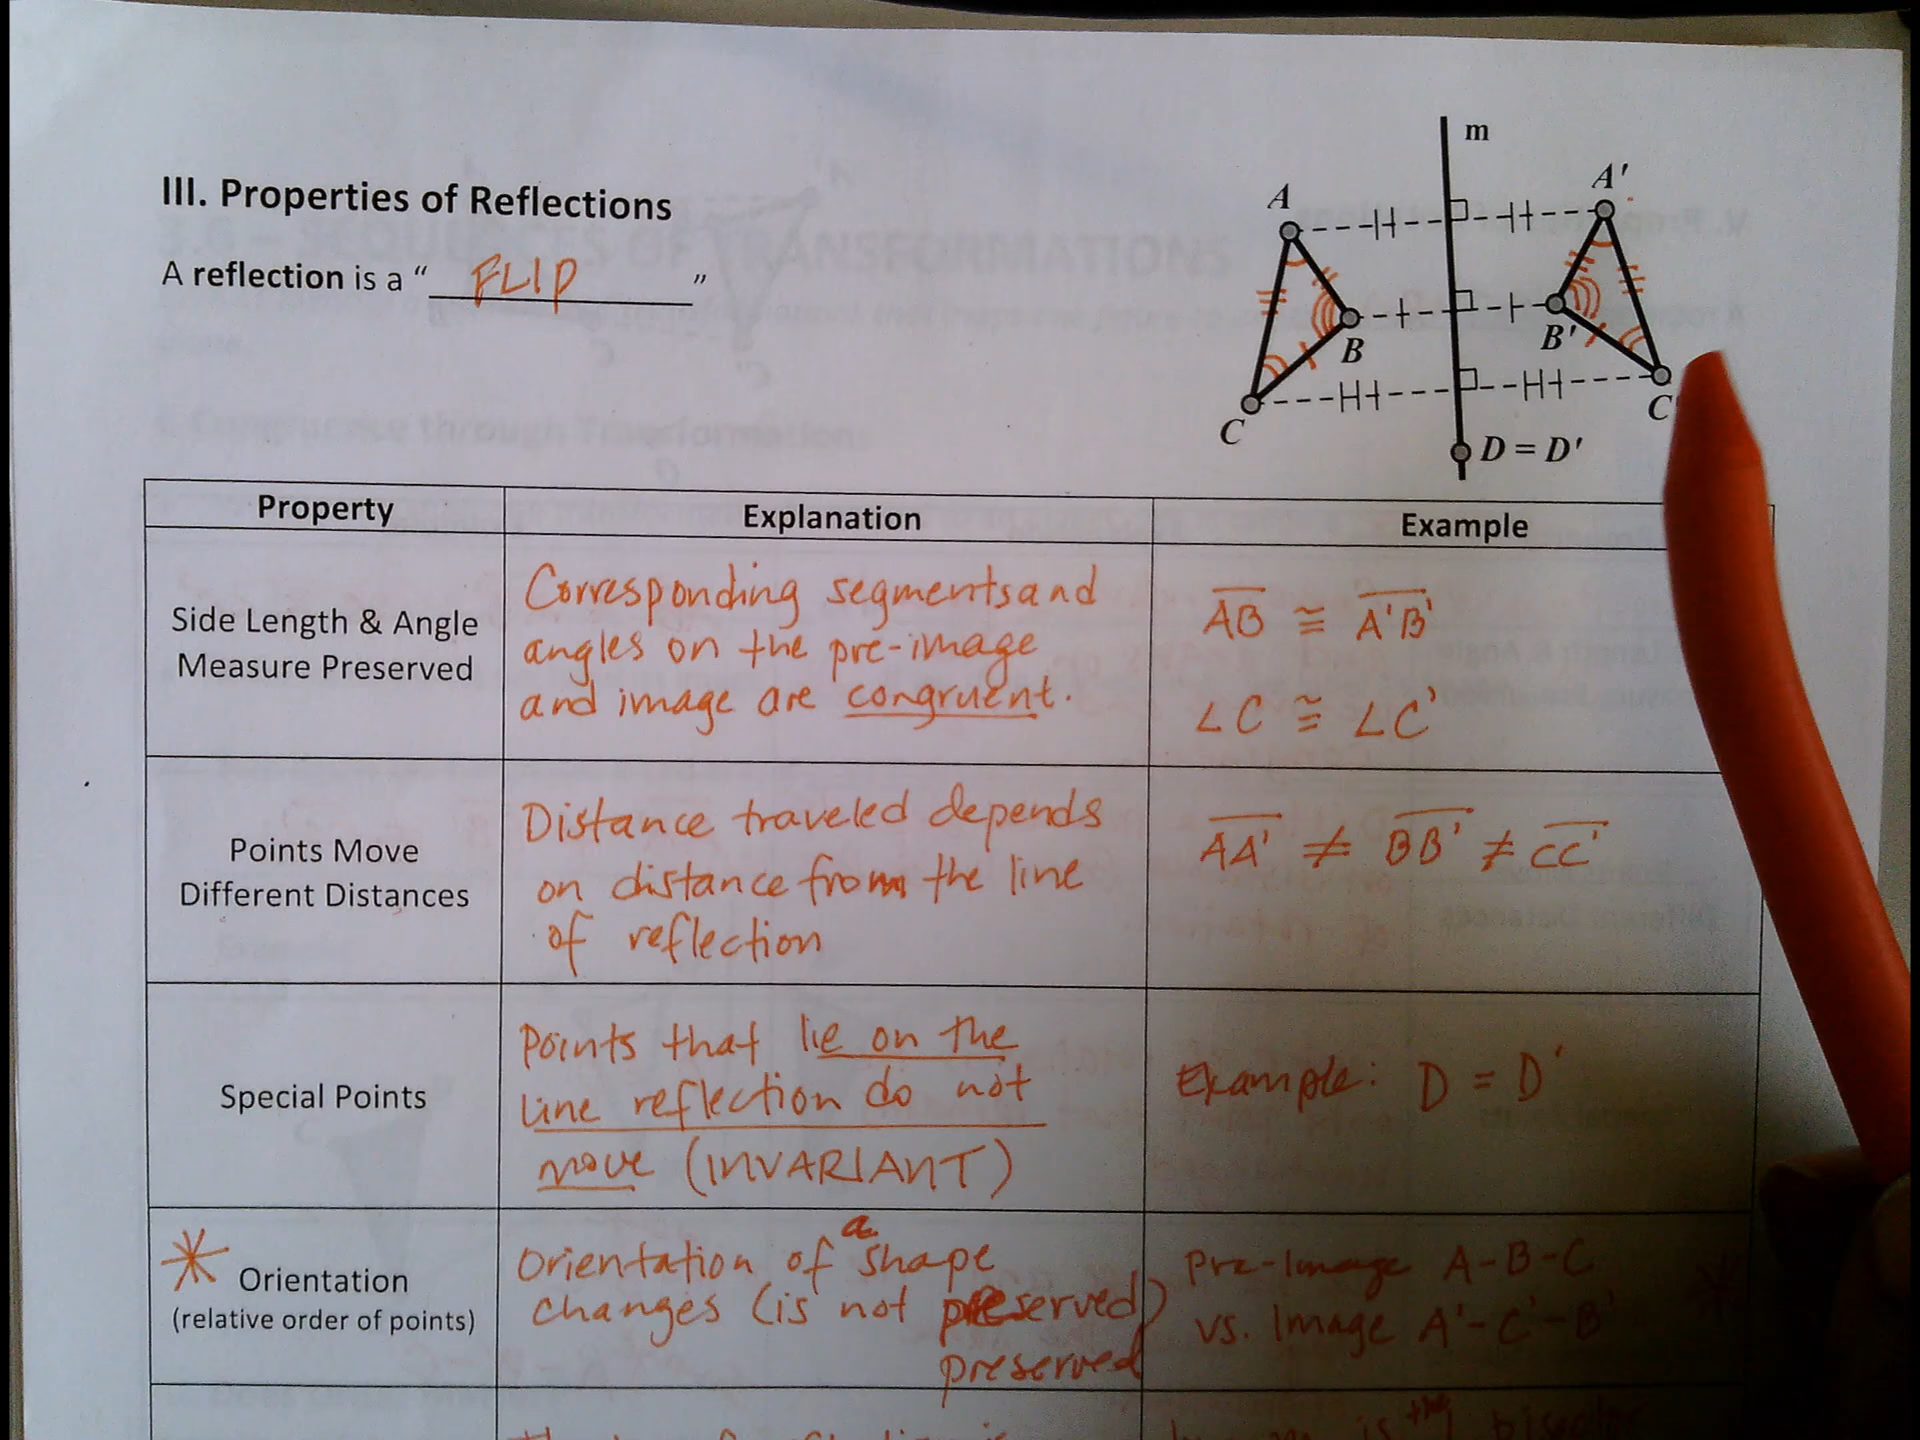 III. Properties of Reflections
A reflection is a “ FLIP ”
m
A
A'
B
B'
C
C
D = D'
Property
Explanation
Example
Side Length & Angle
Measure Preserved
Corresponding segments and
angles on the pre-image
and image are congruent.
AB ≅ A'B'
∠C ≅ ∠C'
Points Move
Different Distances
Distance traveled depends
on distance from the line
of reflection
AA' ≠ BB' ≠ CC'
Special Points
Points that lie on the
line reflection do not
move (INVARIANT)
Example: D = D'
* Orientation
(relative order of points)
Orientation of a shape
changes (is not preserved)
preserved
Pre-Image A-B-C
vs. Image A'-C'-B'
is the